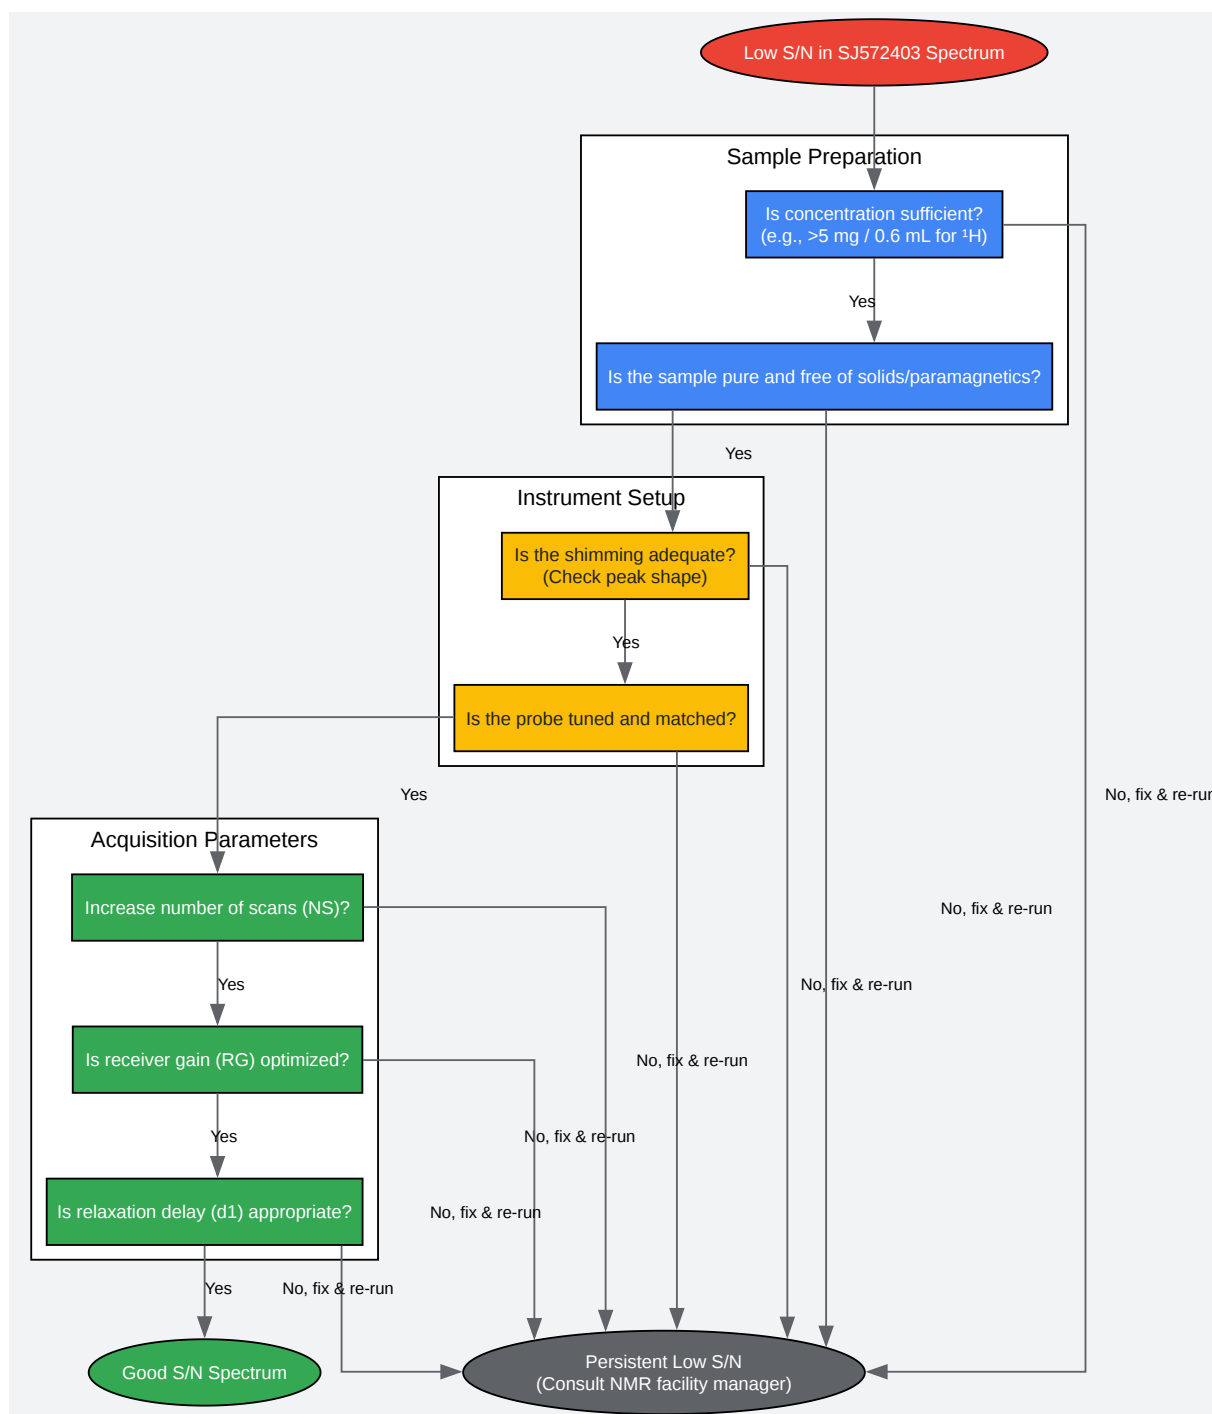 Low S/N in SJ572403 Spectrum
Sample Preparation
Is concentration sufficient?
(e.g., >5 mg / 0.6 mL for ¹H)
Yes
Is the sample pure and free of solids/paramagnetics?
Yes
Instrument Setup
Is the shimming adequate?
(Check peak shape)
Yes
Is the probe tuned and matched?
Yes
No, fix & re-run
Acquisition Parameters
Increase number of scans (NS)?
No, fix & re-run
Yes
No, fix & re-run
Is receiver gain (RG) optimized?
No, fix & re-run
Yes
No, fix & re-run
Is relaxation delay (d1) appropriate?
No, fix & re-run
Yes
No, fix & re-run
Good S/N Spectrum
Persistent Low S/N
(Consult NMR facility manager)